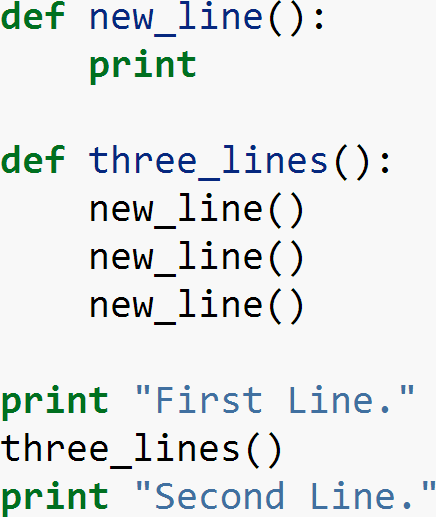 def new_line():
    print

def three_lines():
    new_line()
    new_line()
    new_line()

print "First Line."
three_lines()
print "Second Line."